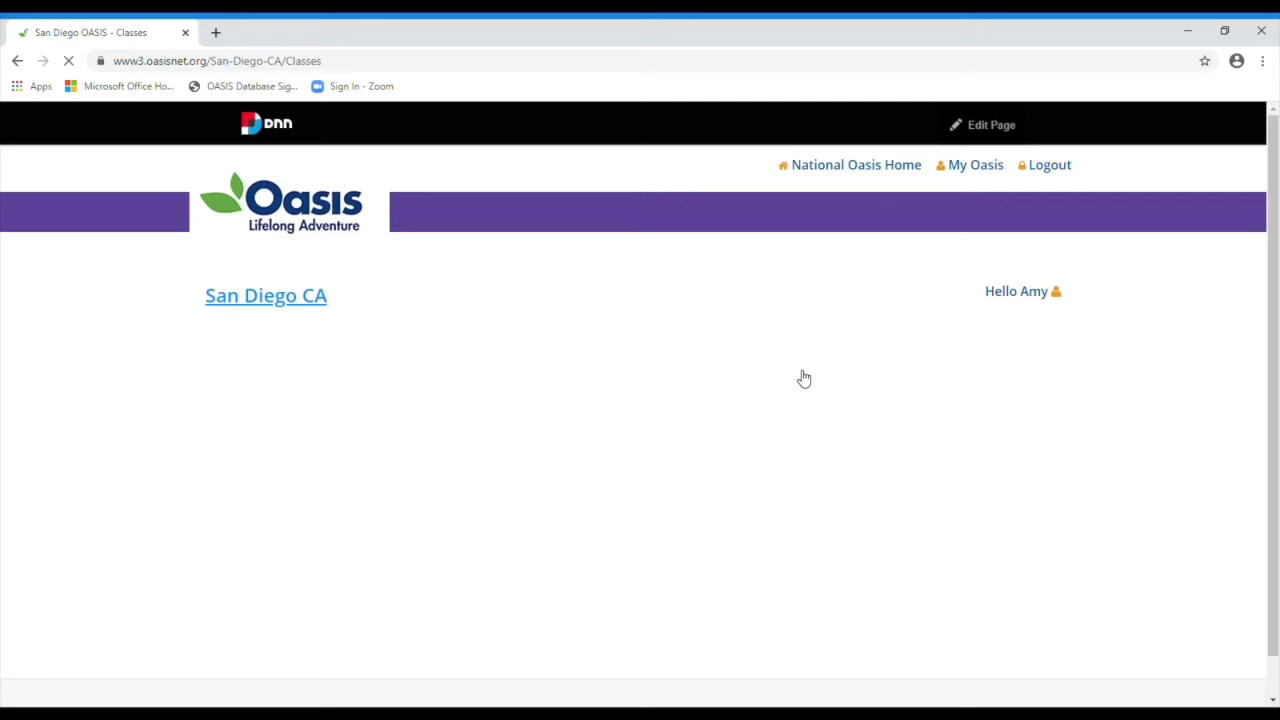 San Diego OASIS - Classes
www3.oasisnet.org/San-Diego-CA/Classes
Apps Microsoft Office Ho... OASIS Database Sig... Sign In - Zoom
DNN Edit Page
National Oasis Home My Oasis Logout
Oasis
Lifelong Adventure
San Diego CA Hello Amy